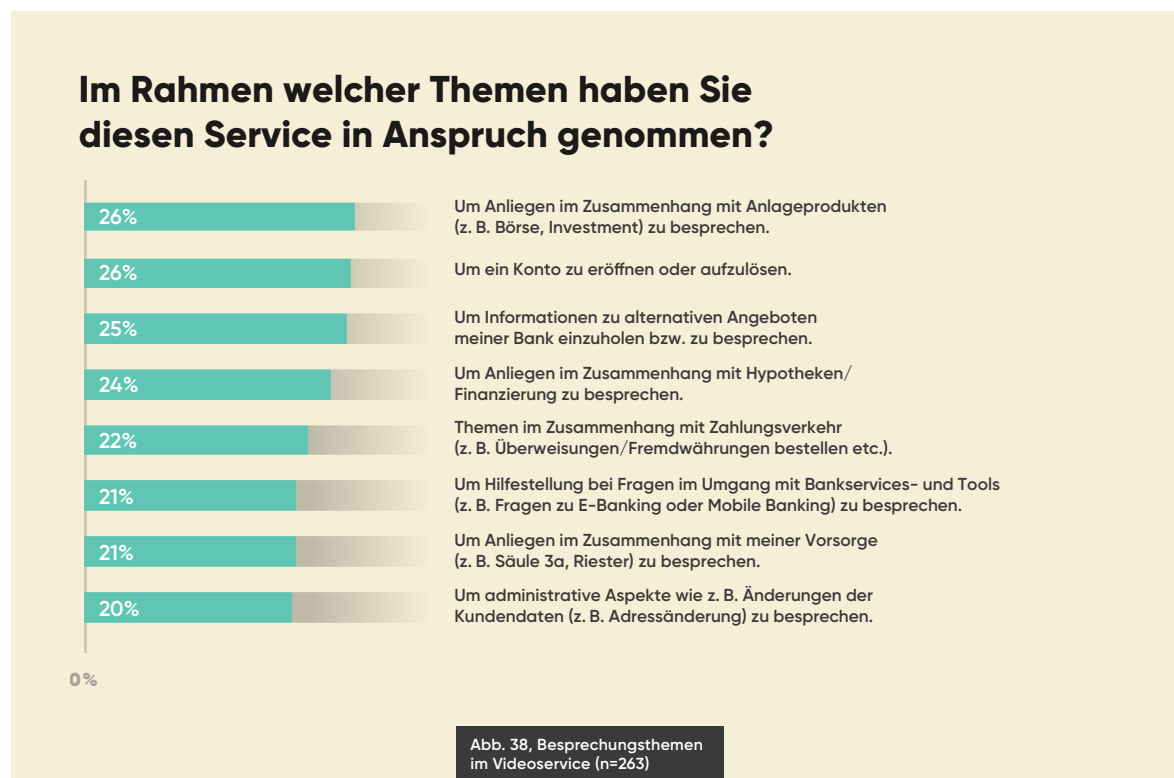 Im Rahmen welcher Themen haben Sie
diesen Service in Anspruch genommen?
26%
Um Anliegen im Zusammenhang mit Anlageprodukten
(z. B. Börse, Investment) zu besprechen.
26%
Um ein Konto zu eröffnen oder aufzulösen.
25%
Um Informationen zu alternativen Angeboten
meiner Bank einzuholen bzw. zu besprechen.
24%
Um Anliegen im Zusammenhang mit Hypotheken/
Finanzierung zu besprechen.
22%
Themen im Zusammenhang mit Zahlungsverkehr
(z. B. Überweisungen/Fremdwährungen bestellen etc.).
21%
Um Hilfestellung bei Fragen im Umgang mit Bankservices- und Tools
(z. B. Fragen zu E-Banking oder Mobile Banking) zu besprechen.
21%
Um Anliegen im Zusammenhang mit meiner Vorsorge
(z. B. Säule 3a, Riester) zu besprechen.
20%
Um administrative Aspekte wie z. B. Änderungen der
Kundendaten (z. B. Adressänderung) zu besprechen.
0%
Abb. 38, Besprechungsthemen
im Videoservice (n=263)